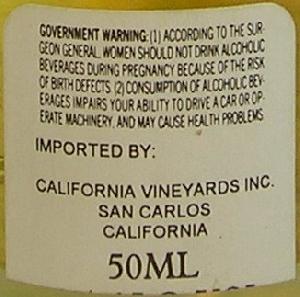 GOVERNMENT WARNING: (1) ACCORDING TO THE SUR-
GEON GENERAL, WOMEN SHOULD NOT DRINK ALCOHOLIC
BEVERAGES DURING PREGNANCY BECAUSE OF THE RISK
OF BIRTH DEFECTS. (2) CONSUMPTION OF ALCOHOLIC BEV-
ERAGES IMPAIRS YOUR ABILITY TO DRIVE A CAR OR OP-
ERATE MACHINERY, AND MAY CAUSE HEALTH PROBLEMS.
IMPORTED BY:
CALIFORNIA VINEYARDS INC.
SAN CARLOS
CALIFORNIA
50ML